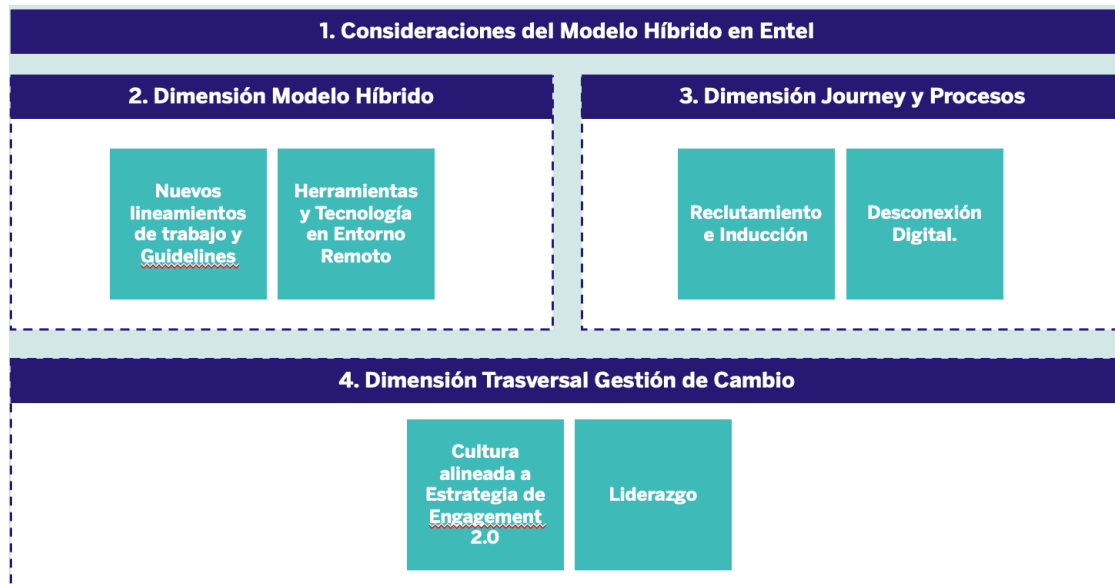 1. Consideraciones del Modelo Híbrido en Entel
2. Dimensión Modelo Híbrido
Nuevos
lineamientos
de trabajo y
Guidelines
Herramientas
y Tecnología
en Entorno
Remoto
3. Dimensión Journey y Procesos
Reclutamiento
e Inducción
Desconexión
Digital.
4. Dimensión Trasversal Gestión de Cambio
Cultura
alineada a
Estrategia de
Engagement
2.0
Liderazgo